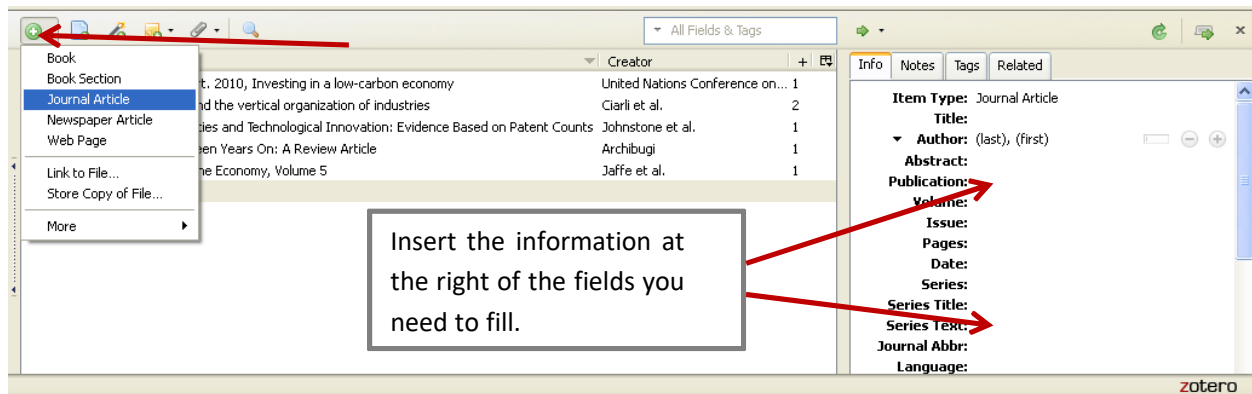 All Fields & Tags
Book
Book Section
Journal Article
Newspaper Article
Web Page
Link to File...
Store Copy of File...
More
Creator +
t. 2010, Investing in a low-carbon economy United Nations Conference on... 1
nd the vertical organization of industries Ciarli et al. 2
ies and Technological Innovation: Evidence Based on Patent Counts Johnstone et al. 1
een Years On: A Review Article Archibugi 1
he Economy, Volume 5 Jaffe et al. 1
Insert the information at
the right of the fields you
need to fill.
Info Notes Tags Related
Item Type: Journal Article
Title:
Author: (last), (first)
Abstract:
Publication:
Volume:
Issue:
Pages:
Date:
Series:
Series Title:
Series Text:
Journal Abbr:
Language:
zotero